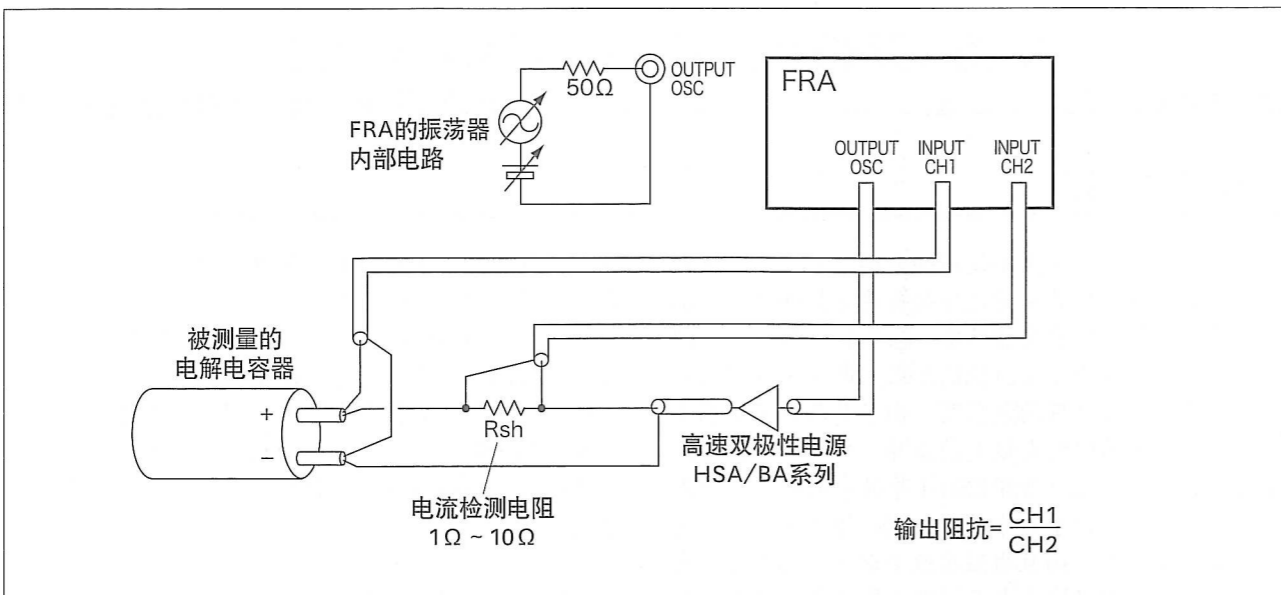 50Ω
OUTPUT
OSC
FRA的振荡器
内部电路
FRA
OUTPUT
OSC
INPUT
CH1
INPUT
CH2
被测量的
电解电容器
+
−
Rsh
电流检测电阻
1Ω ~ 10Ω
高速双极性电源
HSA/BA系列
输出阻抗=CH1
CH2